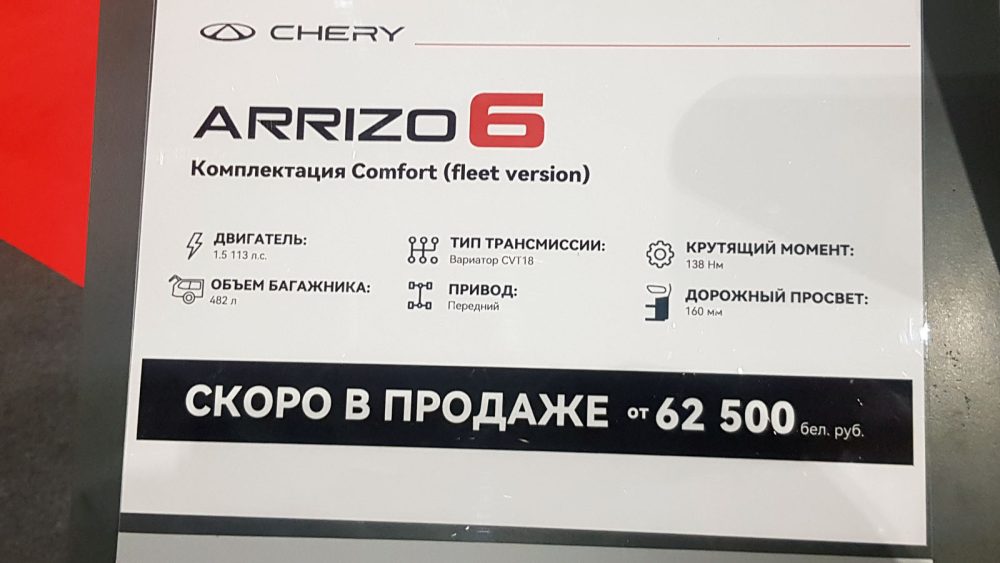 CHERY
ARRIZO 6
Комплектация Comfort (fleet version)
ДВИГАТЕЛЬ:
1.5 113 л.с.
ТИП ТРАНСМИССИИ:
Вариатор CVT18
КРУТЯЩИЙ МОМЕНТ:
138 Нм
ОБЪЕМ БАГАЖНИКА:
482 л
ПРИВОД:
Передний
ДОРОЖНЫЙ ПРОСВЕТ:
160 мм
СКОРО В ПРОДАЖЕ от 62 500 бел. руб.